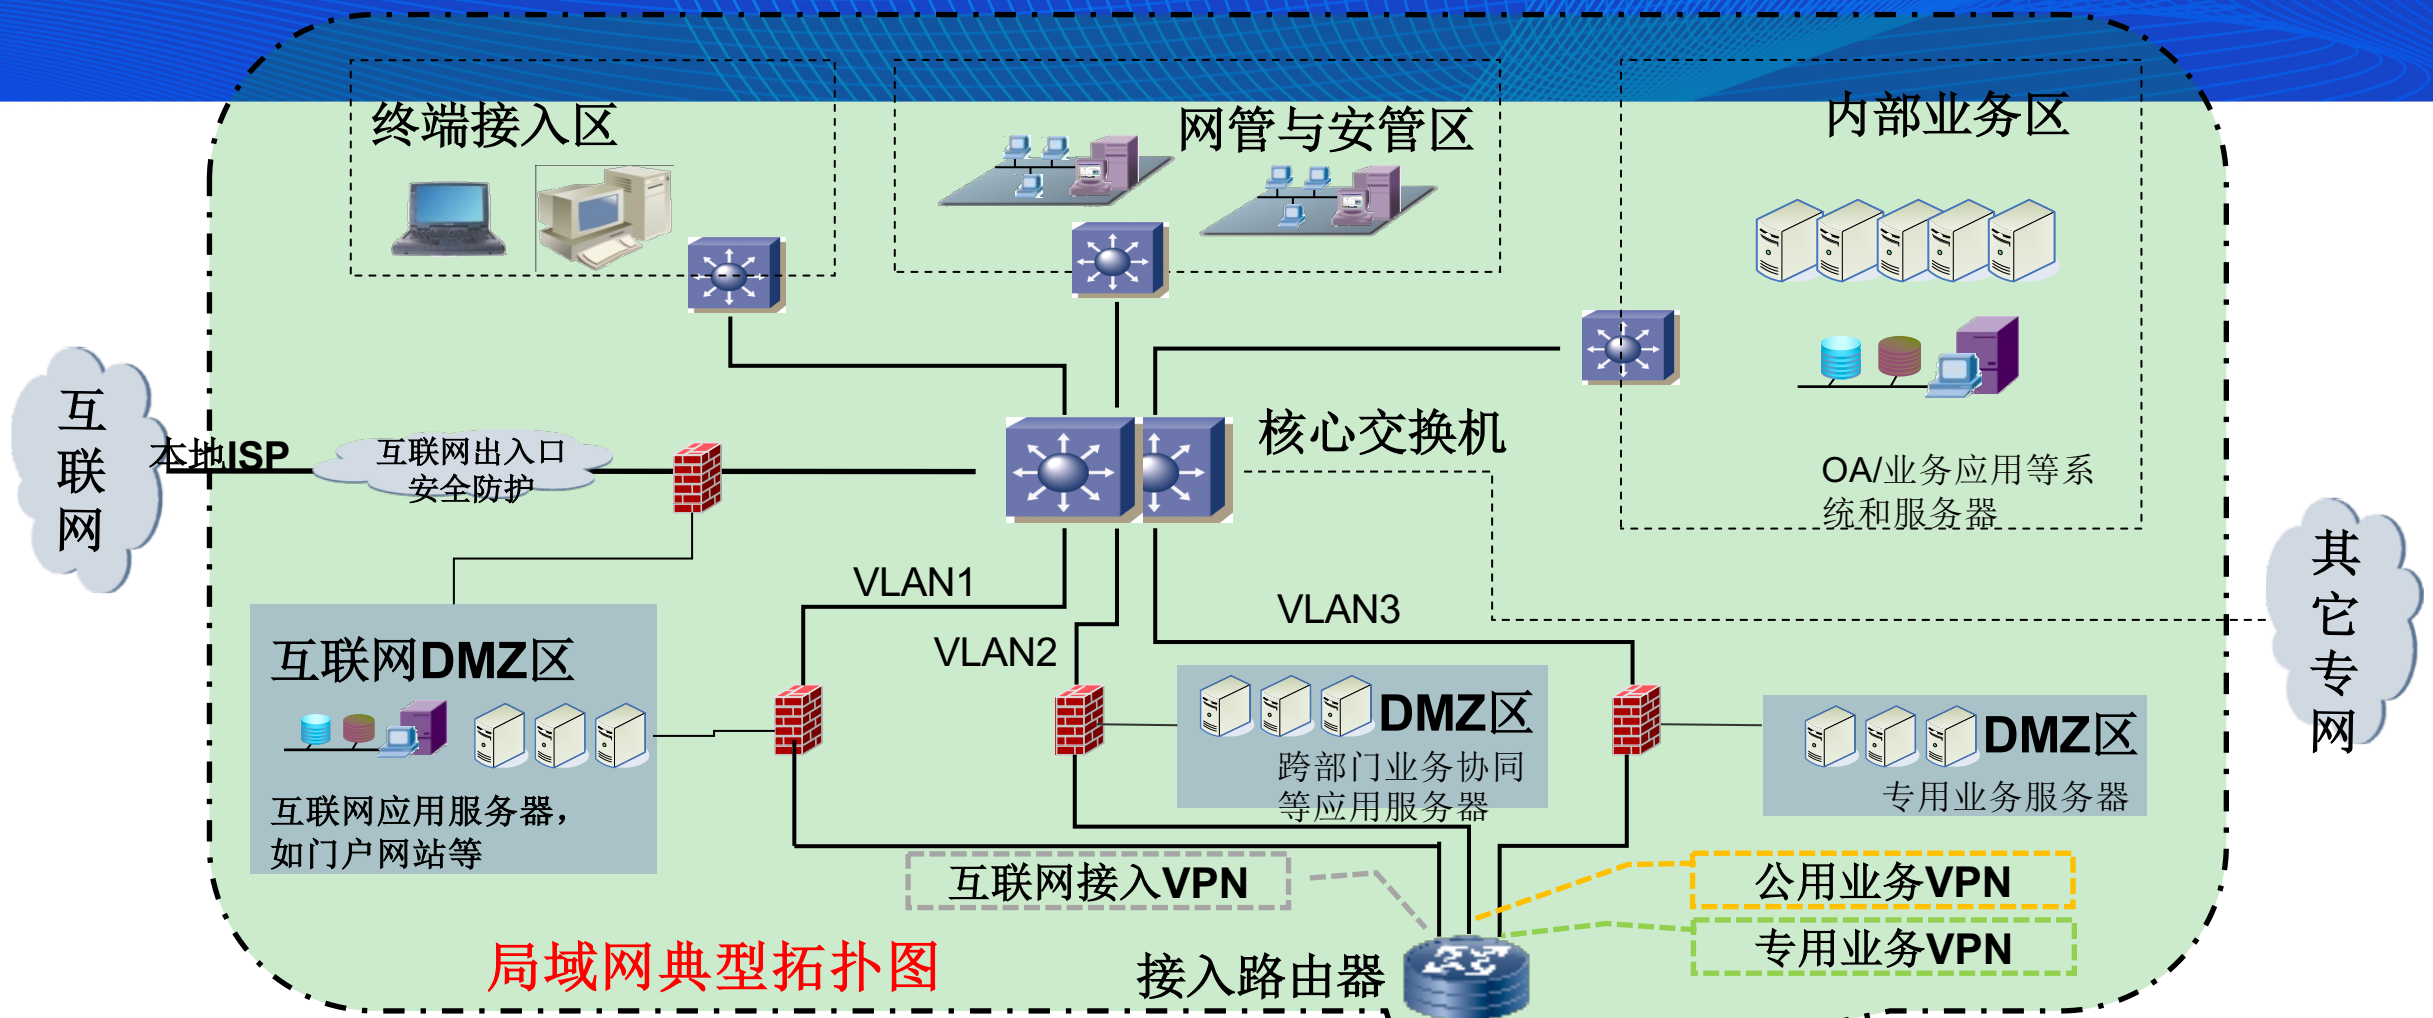 终端接入区
网管与安管区
内部业务区
互
联
网
本地ISP
互联网出入口
安全防护
核心交换机
OA/业务应用等系
统和服务器
其
它
专
网
VLAN1
VLAN2
VLAN3
互联网DMZ区
互联网应用服务器，
如门户网站等
DMZ区
跨部门业务协同
等应用服务器
DMZ区
专用业务服务器
互联网接入VPN
公用业务VPN
专用业务VPN
局域网典型拓扑图
接入路由器